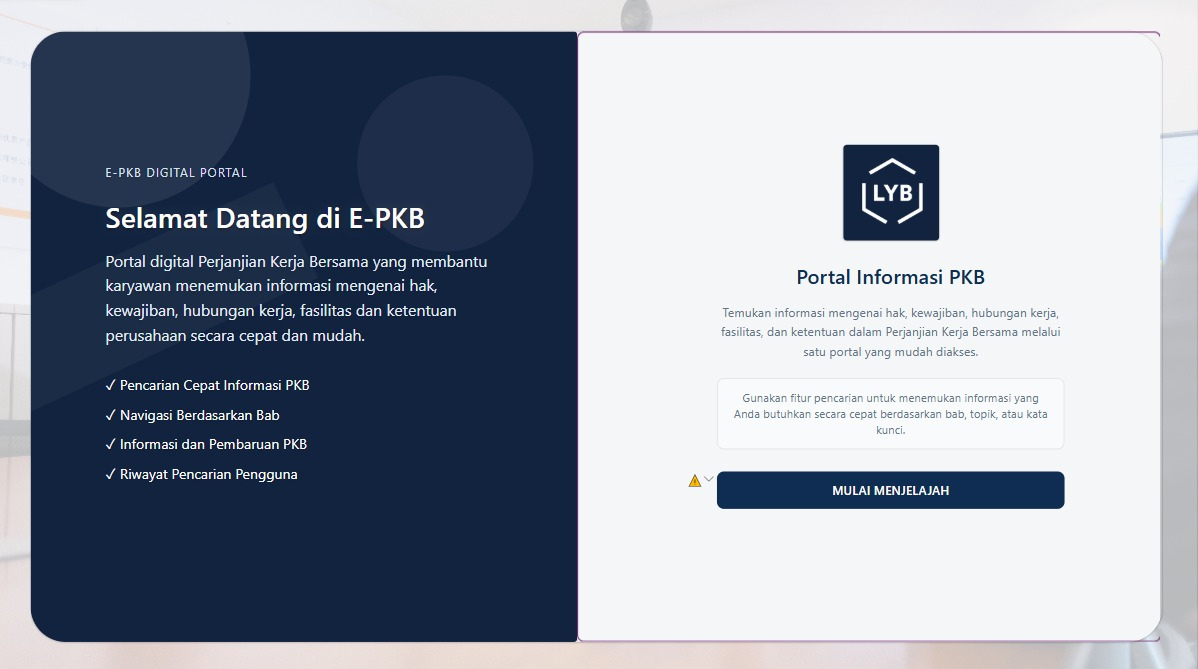 E-PKB DIGITAL PORTAL
Selamat Datang di E-PKB
Portal digital Perjanjian Kerja Bersama yang membantu
karyawan menemukan informasi mengenai hak,
kewajiban, hubungan kerja, fasilitas dan ketentuan
perusahaan secara cepat dan mudah.
✓ Pencarian Cepat Informasi PKB
✓ Navigasi Berdasarkan Bab
✓ Informasi dan Pembaruan PKB
✓ Riwayat Pencarian Pengguna
LYB
Portal Informasi PKB
Temukan informasi mengenai hak, kewajiban, hubungan kerja,
fasilitas, dan ketentuan dalam Perjanjian Kerja Bersama melalui
satu portal yang mudah diakses.
Gunakan fitur pencarian untuk menemukan informasi yang
Anda butuhkan secara cepat berdasarkan bab, topik, atau kata
kunci.
MULAI MENJELAJAH